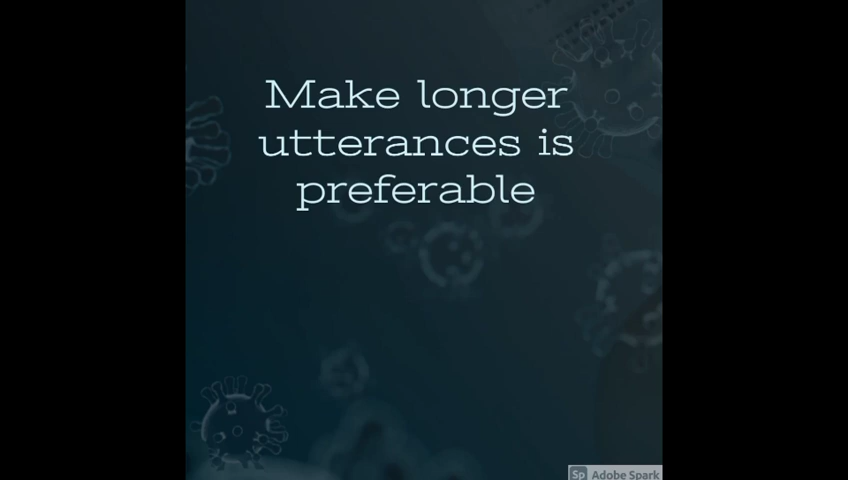 Make longer
utterances is
preferable
Sp Adobe Spark